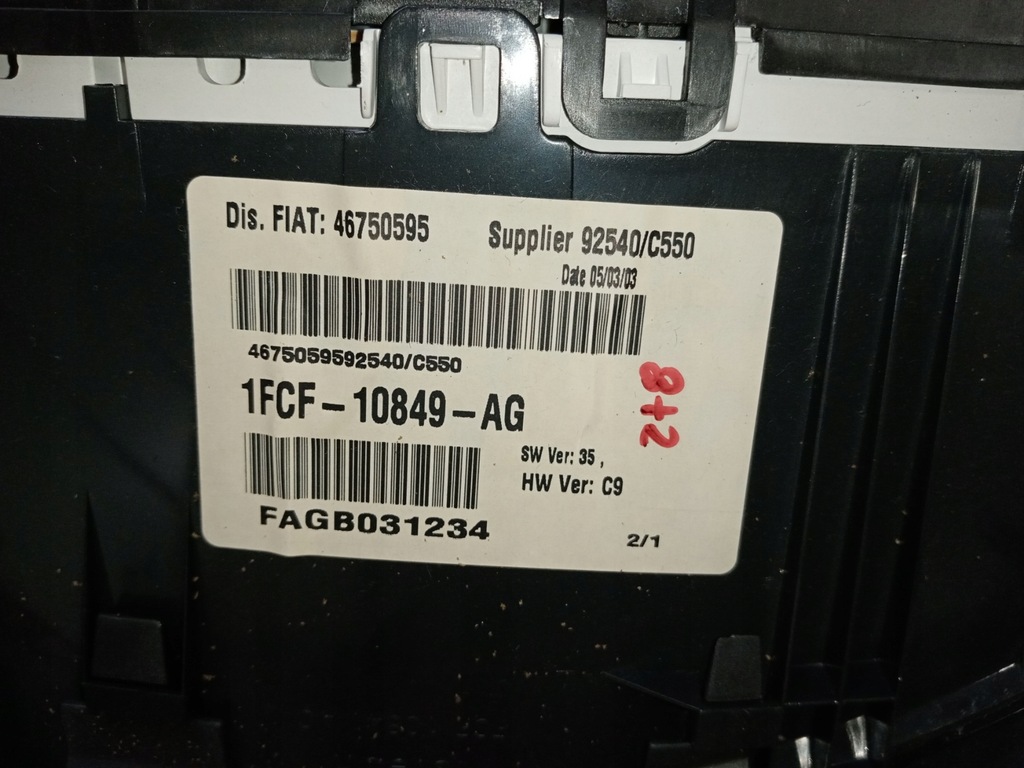 Dis. FIAT: 46750595
Supplier 92540/C550
Date 05/03/03
4675059592540/C550
1FCF-10849-AG
8+2
SW Ver: 35 ,
HW Ver: C9
FAGB031234
2/1